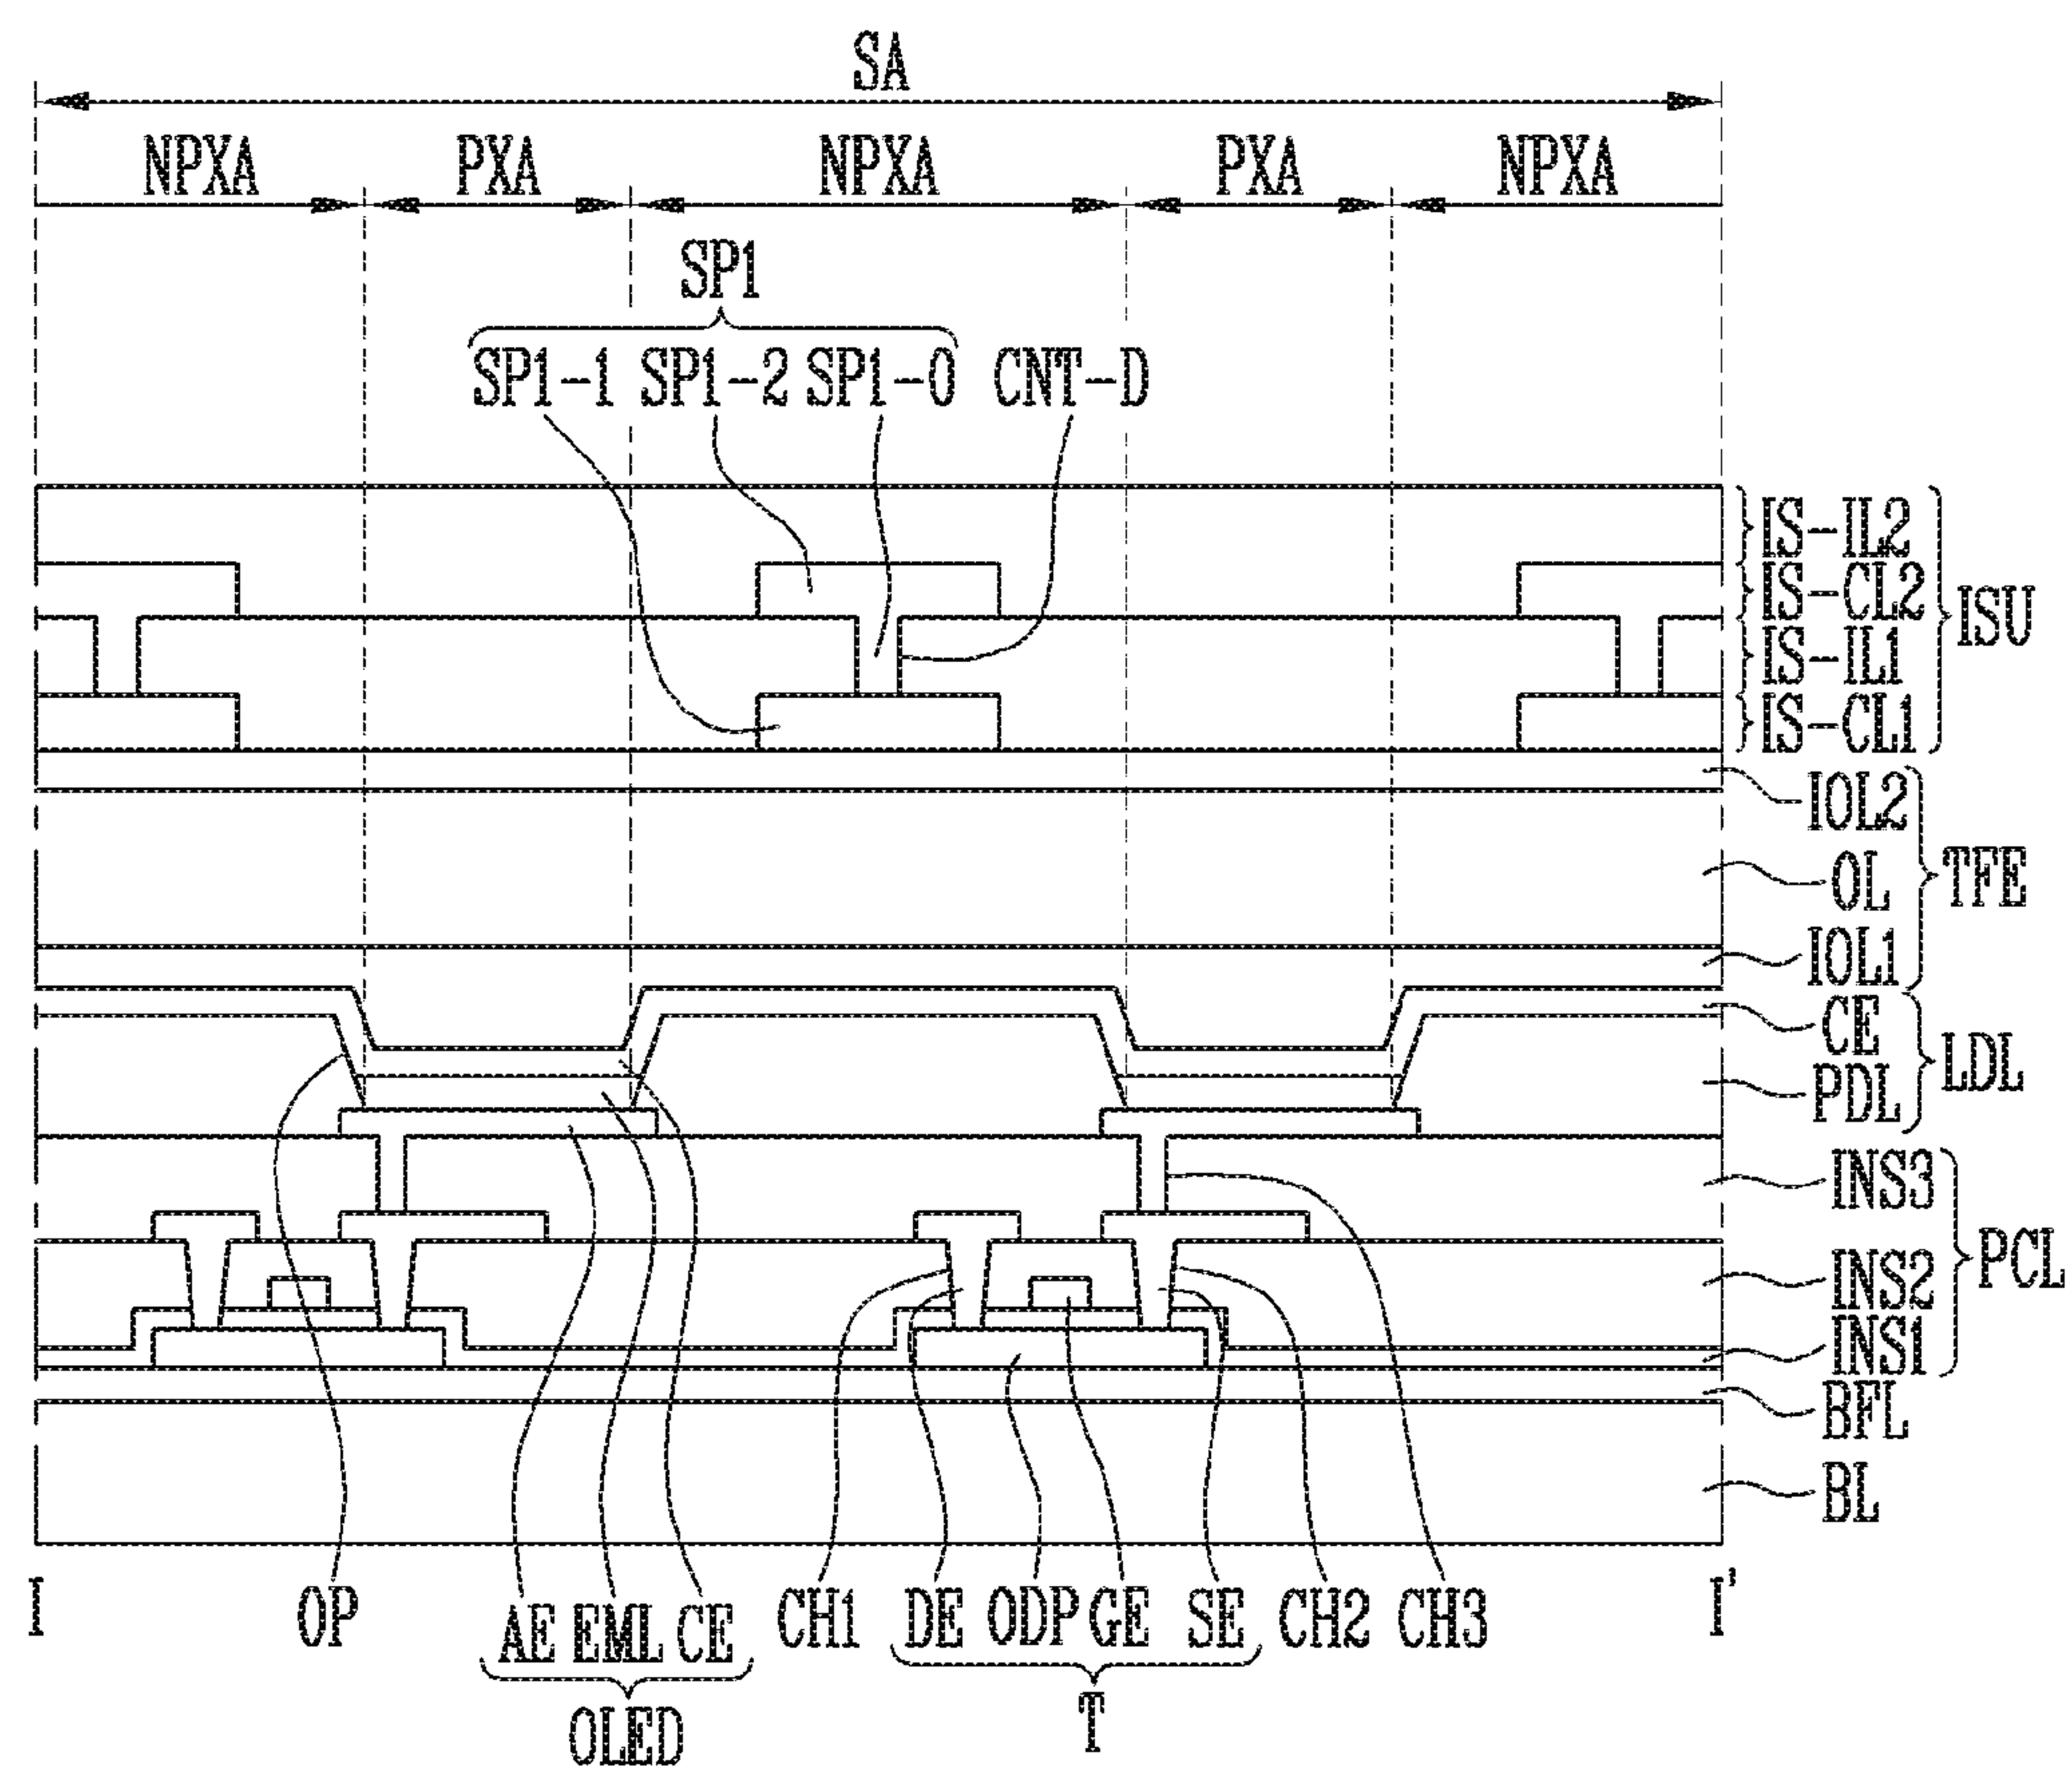 SA
NPXA PXA NPXA PXA NPXA
SP1
SP1-1 SP1-2 SP1-0 CNT-D
IS-IL2
IS-CL2
ISU
IS-IL1
IS-CL1
IOL2
OL
TFE
IOL1
CE
LDL
PDL
INS3
PCL
INS2
INS1
BFL
BL
I OP AE EML CE CH1 DE ODP GE SE CH2 CH3 I'
OLED T